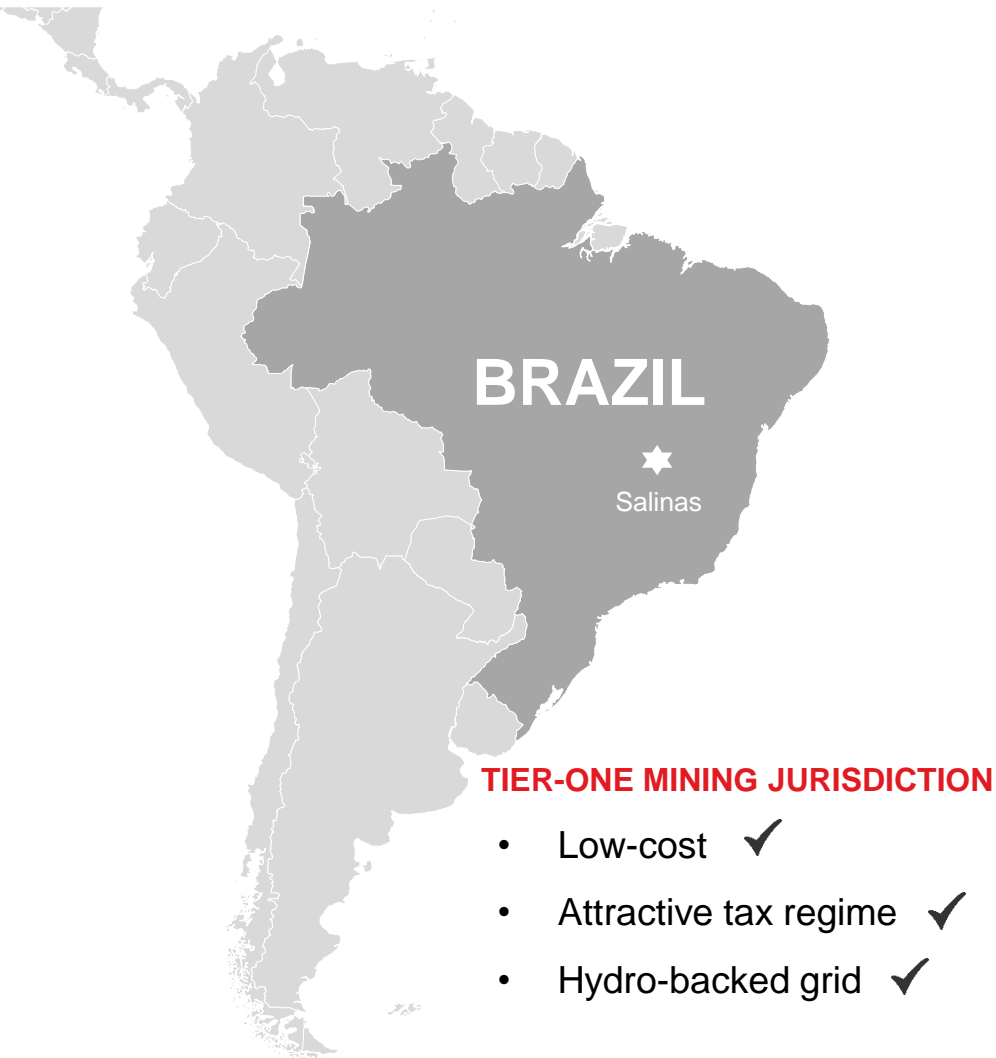 BRAZIL
Salinas
TIER-ONE MINING JURISDICTION
• Low-cost ✓
• Attractive tax regime ✓
• Hydro-backed grid ✓